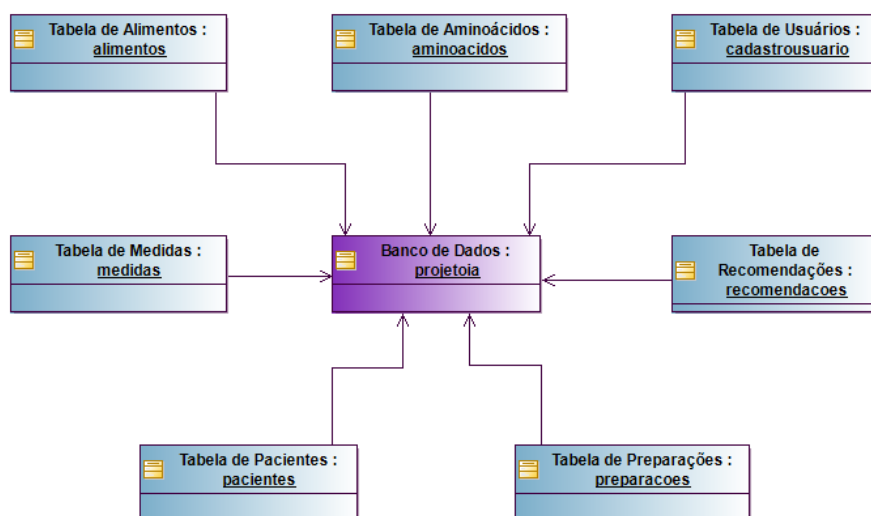 Tabela de Alimentos :
alimentos
Tabela de Aminoácidos :
aminoacidos
Tabela de Usuários :
cadastrousuario
Tabela de Medidas :
medidas
Banco de Dados :
projetoia
Tabela de
Recomendações :
recomendacoes
Tabela de Pacientes :
pacientes
Tabela de Preparações :
preparacoes